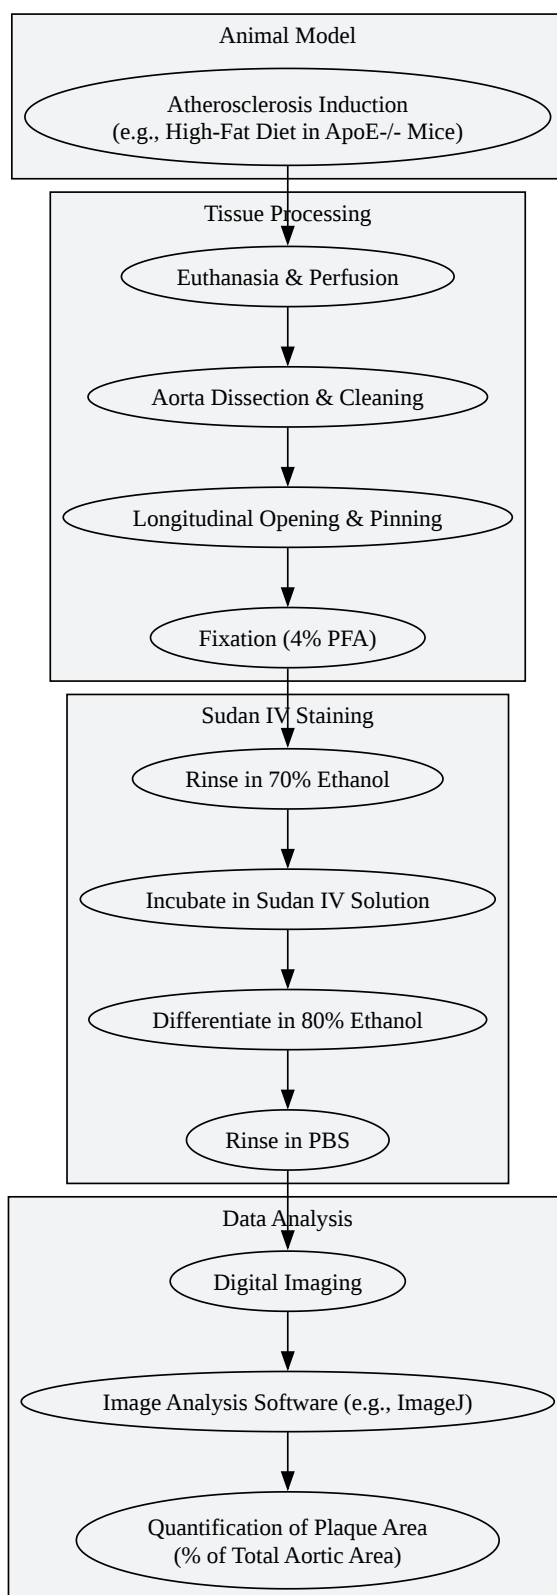 Animal Model
Atherosclerosis Induction
(e.g., High-Fat Diet in ApoE-/- Mice)
Tissue Processing
Euthanasia & Perfusion
Aorta Dissection & Cleaning
Longitudinal Opening & Pinning
Fixation (4% PFA)
Sudan IV Staining
Rinse in 70% Ethanol
Incubate in Sudan IV Solution
Differentiate in 80% Ethanol
Rinse in PBS
Data Analysis
Digital Imaging
Image Analysis Software (e.g., ImageJ)
Quantification of Plaque Area
(% of Total Aortic Area)